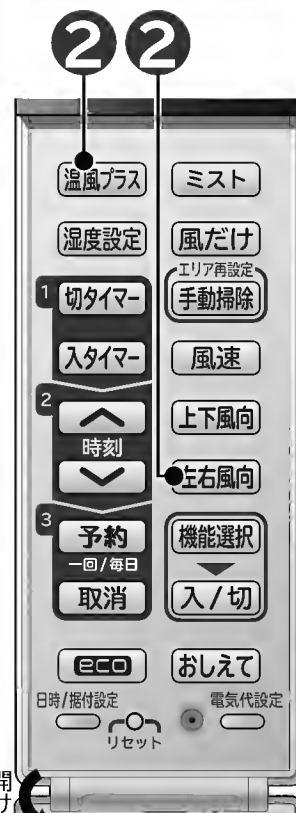 2 2
温風プラス ミスト
湿度設定 風だけ
エリア再設定
1 切タイマー 手動掃除
入タイマー 風速
2
時刻
上下風向
左右風向
3 予約 機能選択
一回/毎日
取消 入/切
eco おしえて
日時/据付設定 電気代設定
リセット
開
け